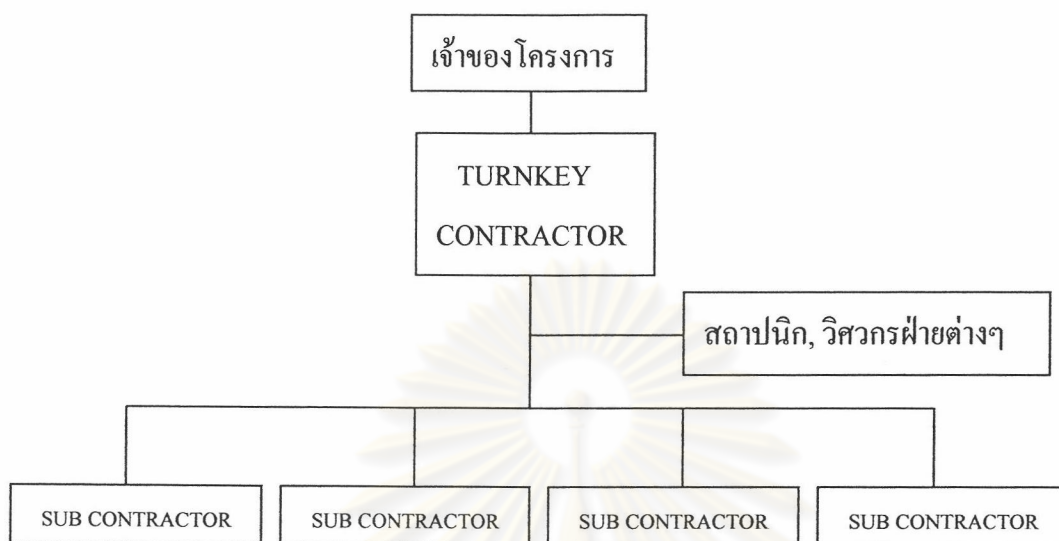 เจ้าของโครงการ
TURNKEY
CONTRACTOR
สถาปนิก, วิศวกรฝ่ายต่างๆ
SUB CONTRACTOR
SUB CONTRACTOR
SUB CONTRACTOR
SUB CONTRACTOR